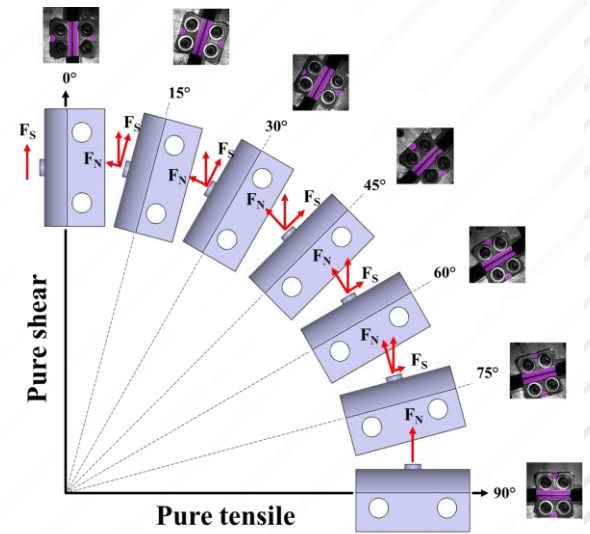 0°
15°
30°
45°
60°
75°
90°
F_S
F_N F_S
F_N F_S
F_N F_S
F_N F_S
F_N F_S
F_N
Pure shear
Pure tensile